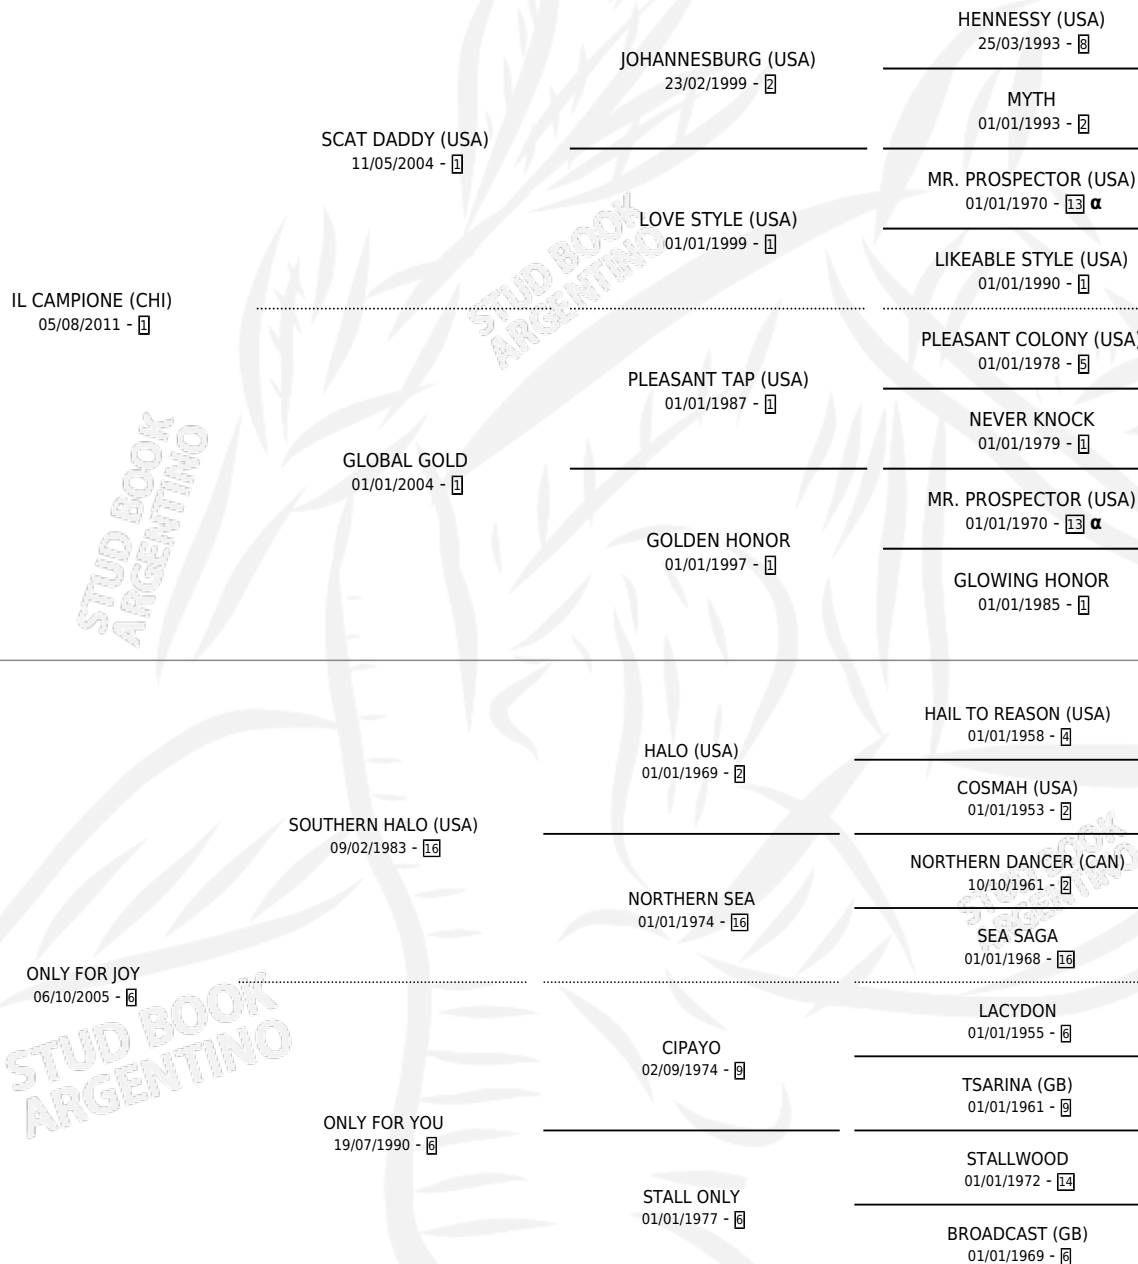 HENNESSY (USA)
25/03/1993 - 8
JOHANNESBURG (USA)
23/02/1999 - 2
MYTH
01/01/1993 - 2
SCAT DADDY (USA)
11/05/2004 - 1
MR. PROSPECTOR (USA)
01/01/1970 - 13 α
LOVE STYLE (USA)
01/01/1999 - 1
LIKEABLE STYLE (USA)
01/01/1990 - 1
STUD BOOK
ARGENTINO
IL CAMPIONE (CHI)
05/08/2011 - 1
PLEASANT COLONY (USA)
01/01/1978 - 5
PLEASANT TAP (USA)
01/01/1987 - 1
NEVER KNOCK
01/01/1979 - 1
GLOBAL GOLD
01/01/2004 - 1
MR. PROSPECTOR (USA)
01/01/1970 - 13 α
GOLDEN HONOR
01/01/1997 - 1
GLOWING HONOR
01/01/1985 - 1
STUD BOOK
ARGENTINO
HAIL TO REASON (USA)
01/01/1958 - 4
HALO (USA)
01/01/1969 - 2
COSMAH (USA)
01/01/1953 - 2
SOUTHERN HALO (USA)
09/02/1983 - 16
NORTHERN DANCER (CAN)
10/10/1961 - 2
NORTHERN SEA
01/01/1974 - 16
SEA SAGA
01/01/1968 - 16
STUD BOOK
ARGENTINO
ONLY FOR JOY
06/10/2005 - 6
LACYDON
01/01/1955 - 6
CIPAYO
02/09/1974 - 9
TSARINA (GB)
01/01/1961 - 9
STUD BOOK
ARGENTINO
ONLY FOR YOU
19/07/1990 - 6
STALLWOOD
01/01/1972 - 14
STALL ONLY
01/01/1977 - 6
BROADCAST (GB)
01/01/1969 - 6